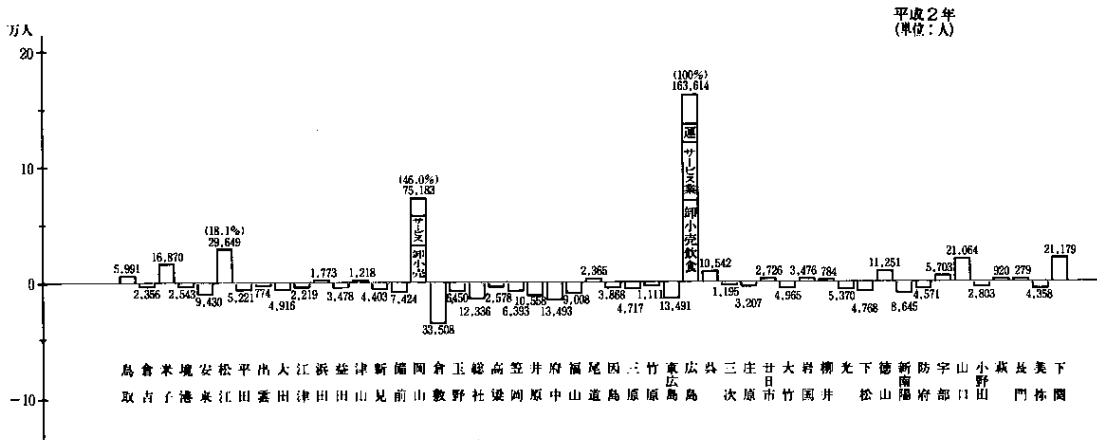 平成2年
(単位：人)
万人
20
10
0
－10
5,991
2,356
16,870
2,543
9,430
(18.1%)
29,649
5,221
774
4,916
2,219
1,773
3,478
1,218
4,403
7,424
(46.0%)
75,183
サービス
卸小売
33,508
6,450
12,336
2,578
6,393
10,558
13,493
9,008
2,365
3,868
4,717
1,111
13,491
(100%)
163,614
運
サービス業
卸小売飲食
10,542
1,195
3,207
2,726
4,965
3,476
784
5,370
4,768
11,251
8,645
4,571
5,703
21,064
2,803
920
279
4,358
21,179
鳥取
倉吉
米子
境港
安来
松江
平田
出雲
大田
江津
浜田
益田
津山
新見
備前
岡山
倉敷
玉野
総社
高梁
笠岡
井原
府中
福山
尾道
因島
三原
竹原
東広島
広島
呉
三次
庄原
廿日市
大竹
岩国
柳井
光
下松
徳山
新南陽
防府
宇部
山口
小野田
萩
長門
美祢
下関